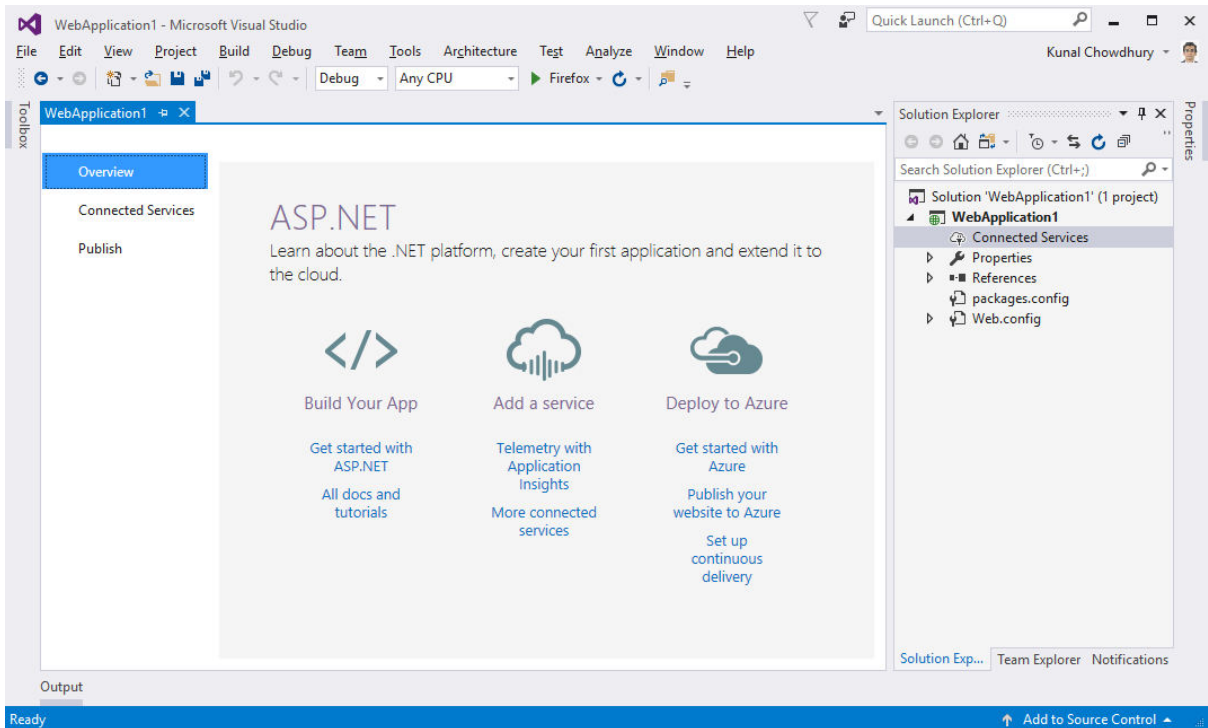 WebApplication1 - Microsoft Visual Studio
Quick Launch (Ctrl+Q)
File Edit View Project Build Debug Team Tools Architecture Test Analyze Window Help
Kunal Chowdhury
Debug Any CPU Firefox
Toolbox
WebApplication1
Overview
Connected Services
Publish
ASP.NET
Learn about the .NET platform, create your first application and extend it to
the cloud.
Build Your App
Get started with
ASP.NET
All docs and
tutorials
Add a service
Telemetry with
Application
Insights
More connected
services
Deploy to Azure
Get started with
Azure
Publish your
website to Azure
Set up
continuous
delivery
Solution Explorer
Search Solution Explorer (Ctrl+;)
Solution 'WebApplication1' (1 project)
WebApplication1
Connected Services
Properties
References
packages.config
Web.config
Solution Exp... Team Explorer Notifications
Properties
Output
Ready
Add to Source Control